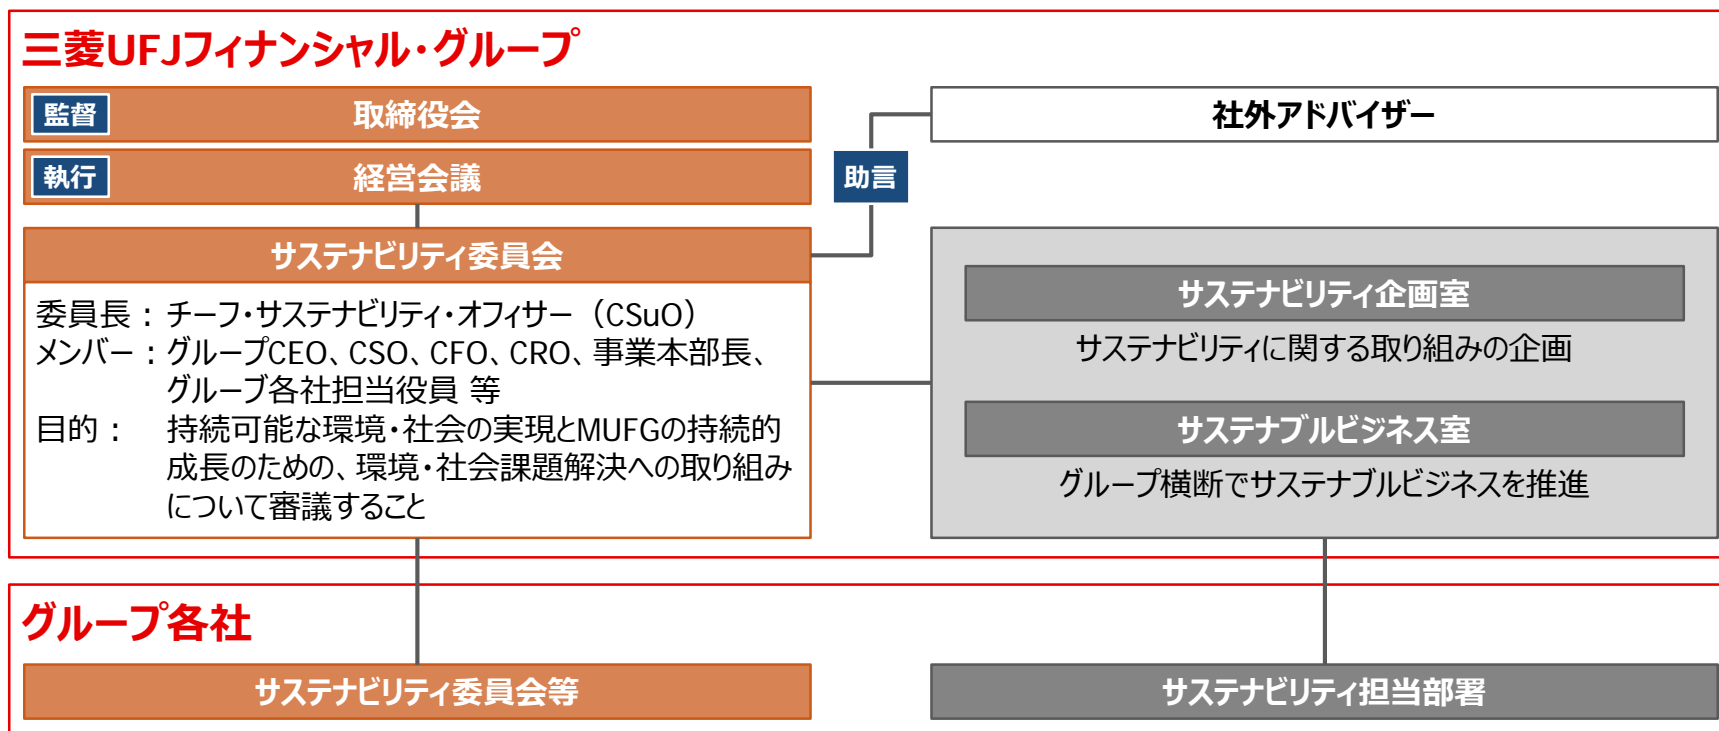 三菱UFJフィナンシャル・グループ
監督 取締役会
執行 経営会議
助言
社外アドバイザー
サステナビリティ委員会
委員長：チーフ・サステナビリティ・オフィサー（CSuO）
メンバー：グループCEO、CSO、CFO、CRO、事業本部長、
グループ各社担当役員 等
目的： 持続可能な環境・社会の実現とMUFGの持続的
成長のための、環境・社会課題解決への取り組み
について審議すること
サステナビリティ企画室
サステナビリティに関する取り組みの企画
サステナブルビジネス室
グループ横断でサステナブルビジネスを推進
グループ各社
サステナビリティ委員会等
サステナビリティ担当部署